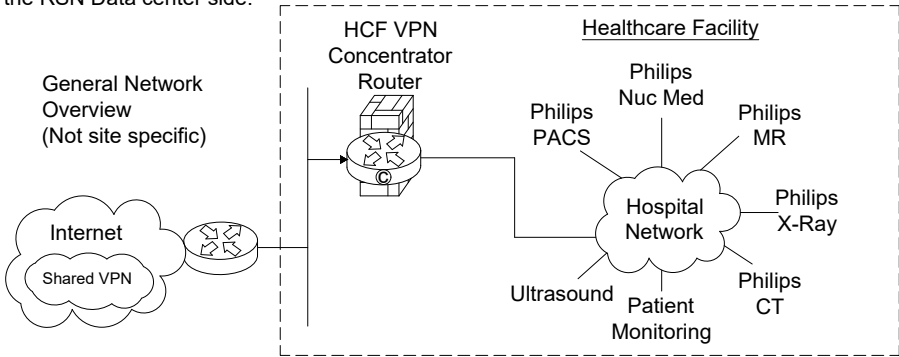 the RSN Data center side.
HCF VPN
Concentrator
Router
Healthcare Facility
General Network
Overview
(Not site specific)
Philips
Nuc Med
Philips
PACS
Philips
MR
C
Hospital
Network
Philips
X-Ray
Internet
Shared VPN
Ultrasound
Patient
Monitoring
Philips
CT